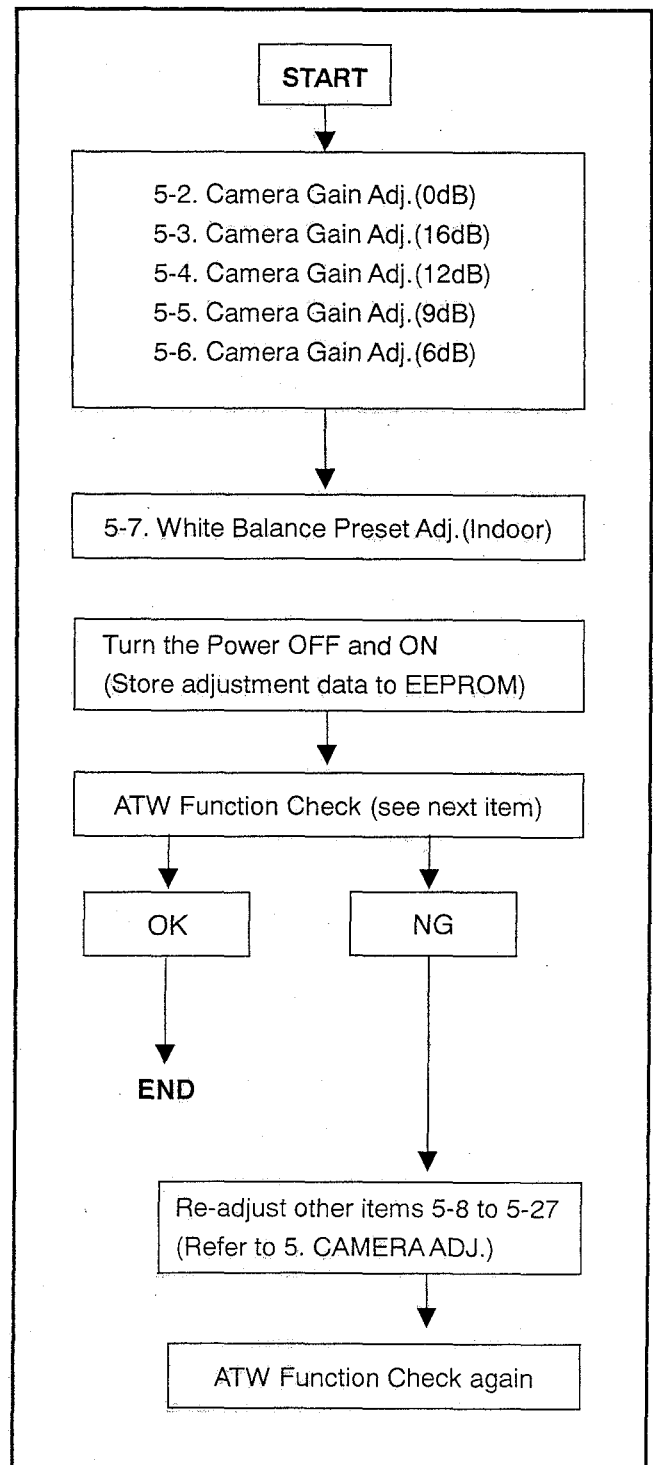 START
5-2. Camera Gain Adj.(0dB)
5-3. Camera Gain Adj.(16dB)
5-4. Camera Gain Adj.(12dB)
5-5. Camera Gain Adj.(9dB)
5-6. Camera Gain Adj.(6dB)
5-7. White Balance Preset Adj.(Indoor)
Turn the Power OFF and ON
(Store adjustment data to EEPROM)
ATW Function Check (see next item)
OK
NG
END
Re-adjust other items 5-8 to 5-27
(Refer to 5. CAMERA ADJ.)
ATW Function Check again